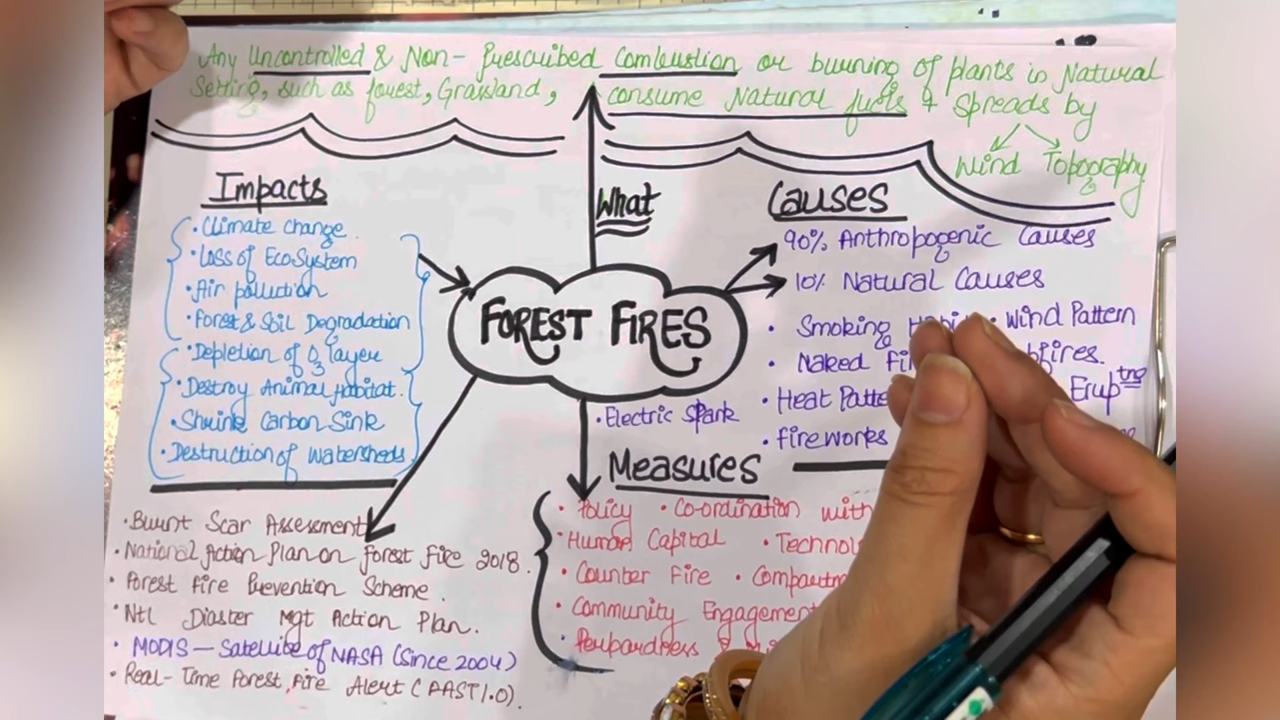 Any Uncontrolled & Non-Prescribed Combustion or burning of plants in Natural
Setting, such as forest, Grassland, consume Natural fuels + Spreads by
Wind Topography
Impacts
• Climate change
• Loss of EcoSystem
• Air pollution
• Forest & Soil Degradation
• Depletion of O3 layer
• Destroy Animal Habitat.
• Shrink Carbon Sink
• Destruction of Watersheds
What
FOREST FIRES
Causes
90% Anthropogenic Causes
10% Natural Causes
• Smoking • Wind Pattern
• Naked
• Heat Erup tns
• Electric Spark
• fireworks
Measures
• Policy • Co-ordination with
• Human Capital
• Counter Fire
• Community Engagement
• Perpardness &
• Burnt Scar Assessment
• National Action Plan on Forest Fire 2018.
• Forest Fire Prevention Scheme.
• Ntl Diaster Mgt Action Plan.
• MODIS - Satellite of NASA (Since 2004)
• Real-Time Forest Fire Alert (FAST 1.0).